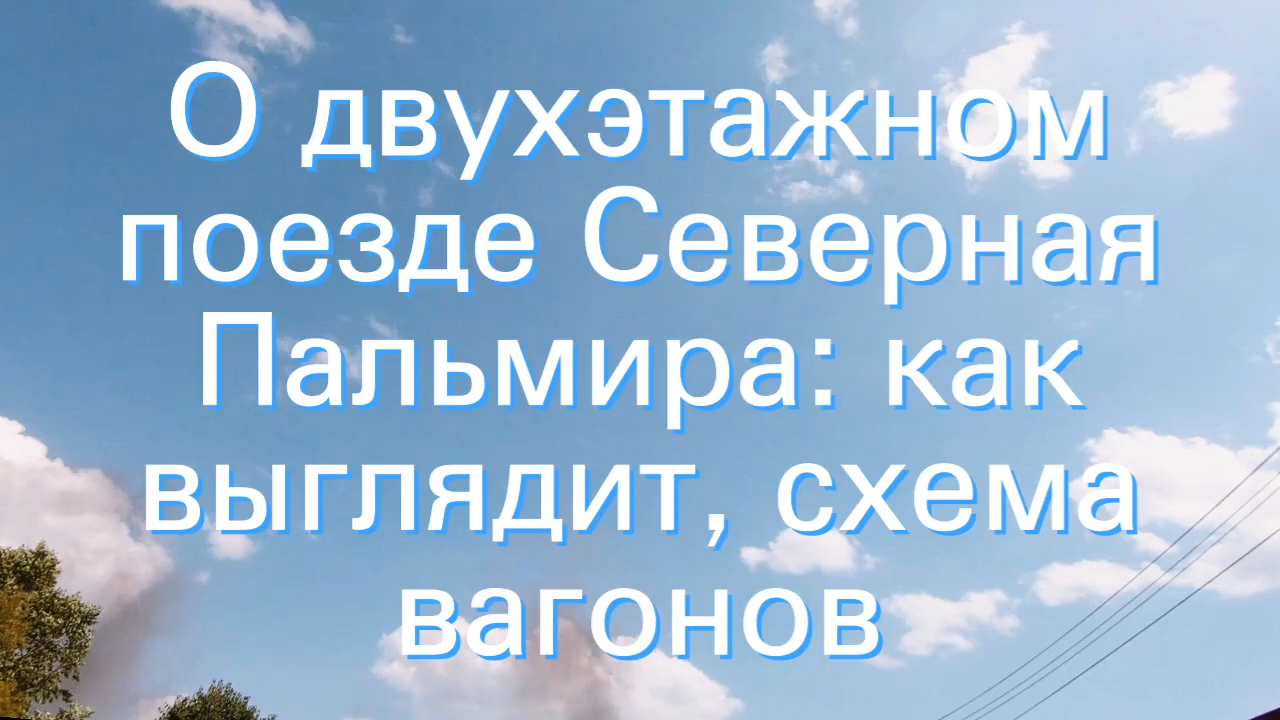 О двухэтажном
поезде Северная
Пальмира: как
выглядит, схема
вагонов